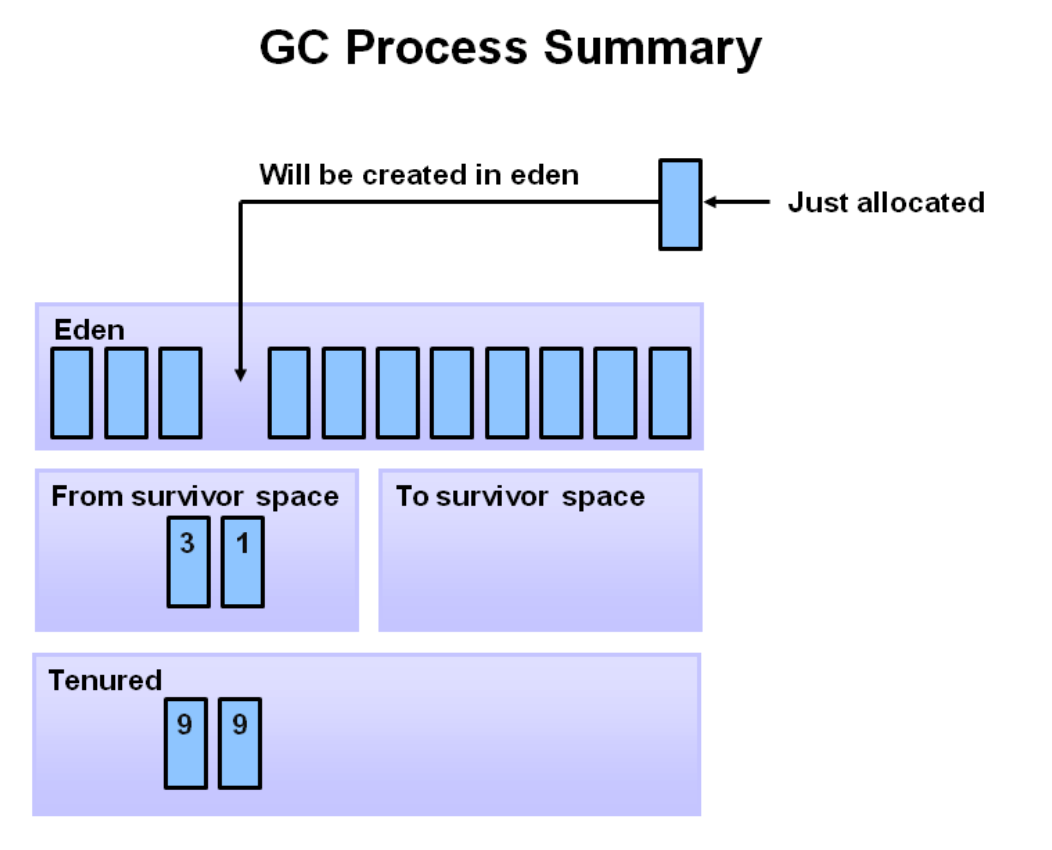 GC Process Summary
Will be created in eden
Just allocated
Eden
From survivor space
To survivor space
3 1
Tenured
9 9